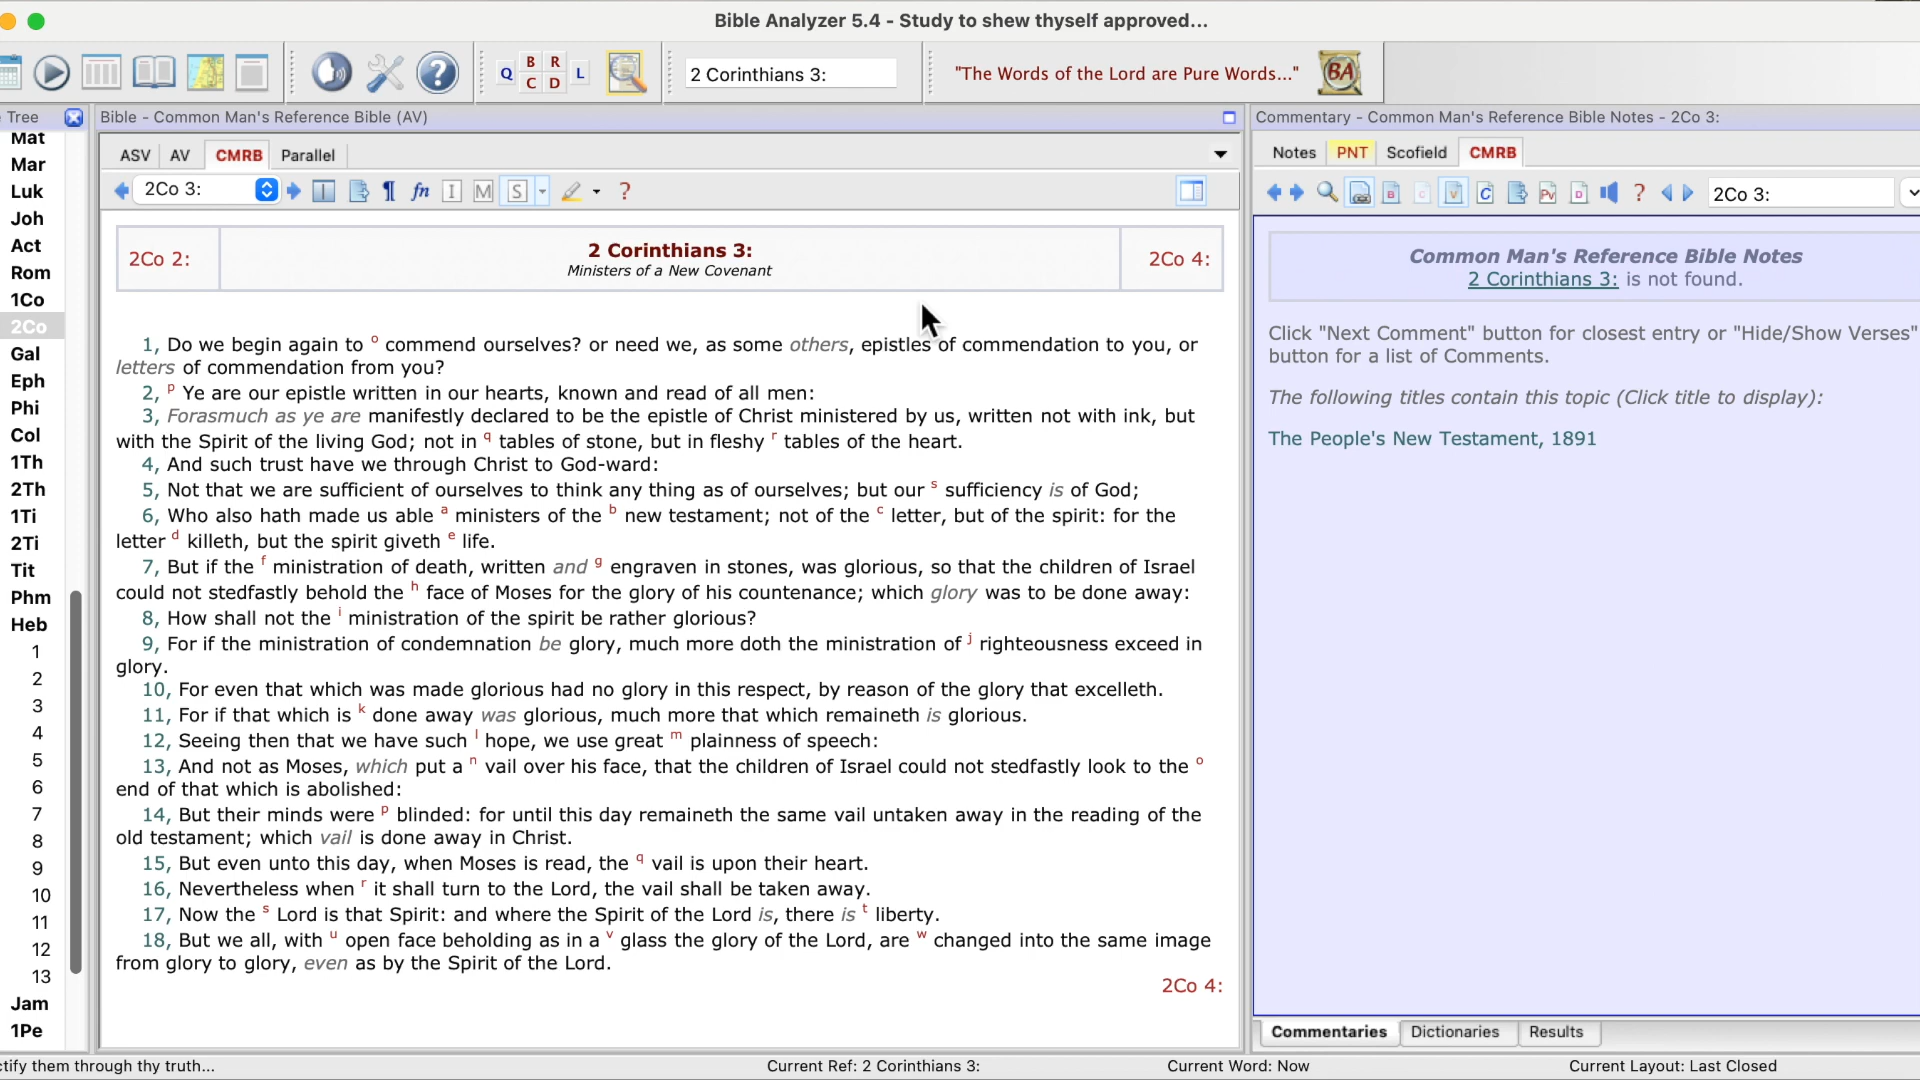 Bible Analyzer 5.4 - Study to shew thyself approved...
Q B R C D L
2 Corinthians 3:
"The Words of the Lord are Pure Words..."
BA
Tree
Bible - Common Man's Reference Bible (AV)
Commentary - Common Man's Reference Bible Notes - 2Co 3:
Mat
Mar
Luk
Joh
Act
Rom
1Co
2Co
Gal
Eph
Phi
Col
1Th
2Th
1Ti
2Ti
Tit
Phm
Heb
1
2
3
4
5
6
7
8
9
10
11
12
13
Jam
1Pe
ASV AV CMRB Parallel
2Co 3:
¶ fn I M S ?
2Co 2:
2 Corinthians 3:
Ministers of a New Covenant
2Co 4:
1, Do we begin again to o commend ourselves? or need we, as some others, epistles of commendation to you, or
letters of commendation from you?
2, p Ye are our epistle written in our hearts, known and read of all men:
3, Forasmuch as ye are manifestly declared to be the epistle of Christ ministered by us, written not with ink, but
with the Spirit of the living God; not in q tables of stone, but in fleshy r tables of the heart.
4, And such trust have we through Christ to God-ward:
5, Not that we are sufficient of ourselves to think any thing as of ourselves; but our s sufficiency is of God;
6, Who also hath made us able a ministers of the b new testament; not of the c letter, but of the spirit: for the
letter d killeth, but the spirit giveth e life.
7, But if the f ministration of death, written and g engraven in stones, was glorious, so that the children of Israel
could not stedfastly behold the h face of Moses for the glory of his countenance; which glory was to be done away:
8, How shall not the i ministration of the spirit be rather glorious?
9, For if the ministration of condemnation be glory, much more doth the ministration of j righteousness exceed in
glory.
10, For even that which was made glorious had no glory in this respect, by reason of the glory that excelleth.
11, For if that which is k done away was glorious, much more that which remaineth is glorious.
12, Seeing then that we have such l hope, we use great m plainness of speech:
13, And not as Moses, which put a n vail over his face, that the children of Israel could not stedfastly look to the o
end of that which is abolished:
14, But their minds were p blinded: for until this day remaineth the same vail untaken away in the reading of the
old testament; which vail is done away in Christ.
15, But even unto this day, when Moses is read, the q vail is upon their heart.
16, Nevertheless when r it shall turn to the Lord, the vail shall be taken away.
17, Now the s Lord is that Spirit: and where the Spirit of the Lord is, there is t liberty.
18, But we all, with u open face beholding as in a v glass the glory of the Lord, are w changed into the same image
from glory to glory, even as by the Spirit of the Lord.
2Co 4:
Notes PNT Scofield CMRB
B C V C Pv D ? 2Co 3:
Common Man's Reference Bible Notes
2 Corinthians 3: is not found.
Click "Next Comment" button for closest entry or "Hide/Show Verses"
button for a list of Comments.
The following titles contain this topic (Click title to display):
The People's New Testament, 1891
Commentaries Dictionaries Results
ctify them through thy truth...
Current Ref: 2 Corinthians 3:
Current Word: Now
Current Layout: Last Closed